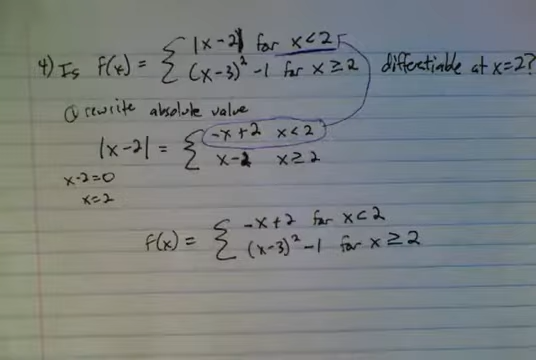 4) Is f(x) = { |x-2| for x<2
(x-3)² -1 for x ≥ 2 differentiable at x=2?
① rewrite absolute value
|x-2| = { -x+2 x<2
x-2 x≥2
x-2=0
x=2
f(x) = { -x+2 for x<2
(x-3)² -1 for x ≥ 2